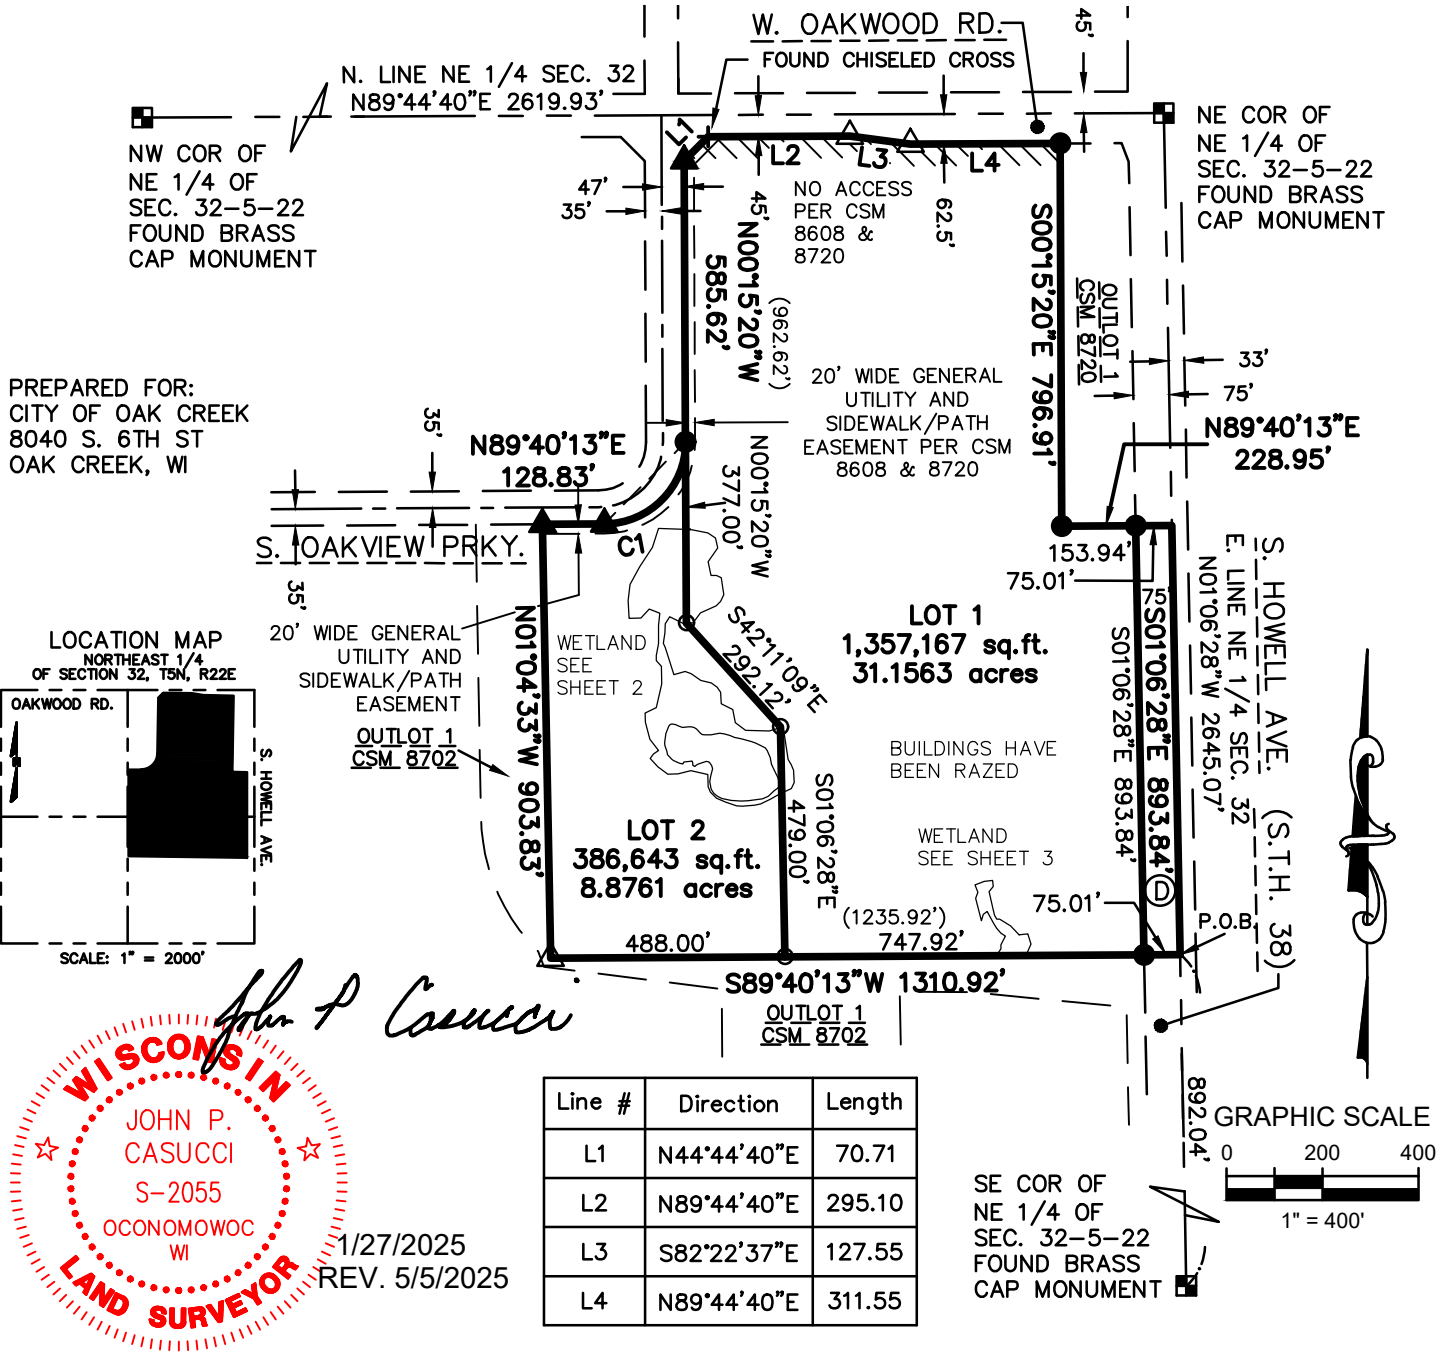 W. OAKWOOD RD.
FOUND CHISELED CROSS
45'
N. LINE NE 1/4 SEC. 32
N89°44'40"E 2619.93'
NW COR OF
NE 1/4 OF
SEC. 32-5-22
FOUND BRASS
CAP MONUMENT
NE COR OF
NE 1/4 OF
SEC. 32-5-22
FOUND BRASS
CAP MONUMENT
L1
L2
L3
L4
47'
35'
45'
62.5'
NO ACCESS
PER CSM
8608 &
8720
N00°15'20"W
585.62'
(962.62')
S00°15'20"E 796.91'
OUTLOT 1
CSM 8720
33'
75'
20' WIDE GENERAL
UTILITY AND
SIDEWALK/PATH
EASEMENT PER CSM
8608 & 8720
N89°40'13"E
228.95'
PREPARED FOR:
CITY OF OAK CREEK
8040 S. 6TH ST
OAK CREEK, WI
35'
N89°40'13"E
128.83'
N00°15'20"W
377.00'
C1
S. OAKVIEW PRKY.
35'
153.94'
75.01'
75'
S. HOWELL AVE. (S.T.H. 38)
E. LINE NE 1/4 SEC. 32
N01°06'28"W 2645.07'
20' WIDE GENERAL
UTILITY AND
SIDEWALK/PATH
EASEMENT
N01°04'33"W 903.83'
WETLAND
SEE
SHEET 2
S42°11'09"E
292.12'
LOT 1
1,357,167 sq.ft.
31.1563 acres
S01°06'28"E 893.84'
S01°06'28"E 893.84'
D
LOCATION MAP
NORTHEAST 1/4
OF SECTION 32, T5N, R22E
OAKWOOD RD.
S. HOWELL AVE.
SCALE: 1" = 2000'
OUTLOT 1
CSM 8702
BUILDINGS HAVE
BEEN RAZED
S01°06'28"E
479.00'
LOT 2
386,643 sq.ft.
8.8761 acres
WETLAND
SEE SHEET 3
75.01'
P.O.B.
(1235.92')
488.00'
747.92'
S89°40'13"W 1310.92'
OUTLOT 1
CSM 8702
John P Casucci
WISCONSIN
JOHN P.
CASUCCI
S-2055
OCONOMOWOC
WI
LAND SURVEYOR
1/27/2025
REV. 5/5/2025
Line # Direction Length
L1 N44°44'40"E 70.71
L2 N89°44'40"E 295.10
L3 S82°22'37"E 127.55
L4 N89°44'40"E 311.55
892.04'
SE COR OF
NE 1/4 OF
SEC. 32-5-22
FOUND BRASS
CAP MONUMENT
GRAPHIC SCALE
0 200 400
1" = 400'